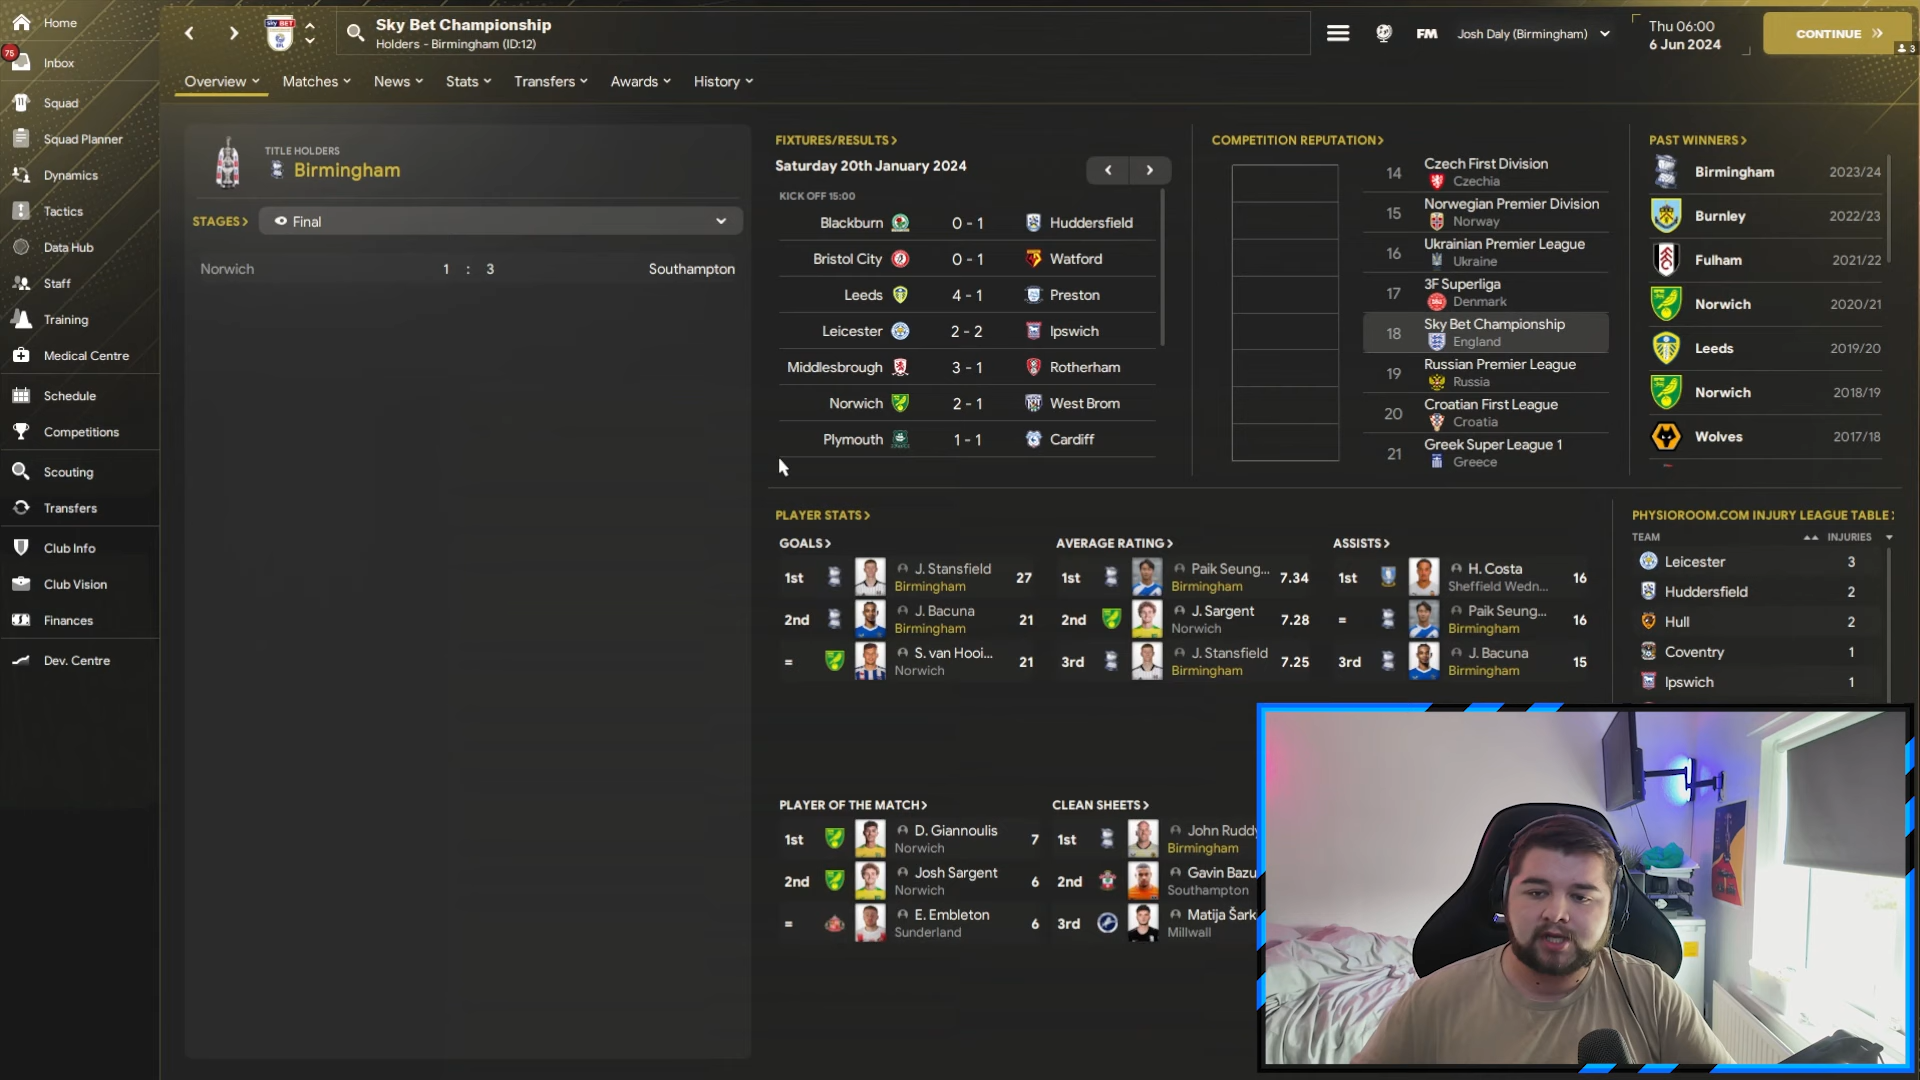 Home
75
Inbox
Squad
Squad Planner
Dynamics
Tactics
Data Hub
Staff
Training
Medical Centre
Schedule
Competitions
Scouting
Transfers
Club Info
Club Vision
Finances
Dev. Centre
Sky Bet Championship
Holders - Birmingham (ID:12)
FM
Josh Daly (Birmingham)
Thu 06:00
6 Jun 2024
CONTINUE
3
Overview Matches News Stats Transfers Awards History
TITLE HOLDERS
Birmingham
STAGES> Final
Norwich 1 : 3 Southampton
FIXTURES/RESULTS>
Saturday 20th January 2024
KICK OFF 15:00
Blackburn 0 - 1 Huddersfield
Bristol City 0 - 1 Watford
Leeds 4 - 1 Preston
Leicester 2 - 2 Ipswich
Middlesbrough 3 - 1 Rotherham
Norwich 2 - 1 West Brom
Plymouth 1 - 1 Cardiff
COMPETITION REPUTATION>
14 Czech First Division
Czechia
15 Norwegian Premier Division
Norway
16 Ukrainian Premier League
Ukraine
17 3F Superliga
Denmark
18 Sky Bet Championship
England
19 Russian Premier League
Russia
20 Croatian First League
Croatia
21 Greek Super League 1
Greece
PAST WINNERS>
Birmingham 2023/24
Burnley 2022/23
Fulham 2021/22
Norwich 2020/21
Leeds 2019/20
Norwich 2018/19
Wolves 2017/18
PLAYER STATS>
GOALS>
1st J. Stansfield 27
Birmingham
2nd J. Bacuna 21
Birmingham
= S. van Hooi... 21
Norwich
AVERAGE RATING>
1st Paik Seung... 7.34
Birmingham
2nd J. Sargent 7.28
Norwich
3rd J. Stansfield 7.25
Birmingham
ASSISTS>
1st H. Costa 16
Sheffield Wedn...
= Paik Seung... 16
Birmingham
3rd J. Bacuna 15
Birmingham
PHYSIOROOM.COM INJURY LEAGUE TABLE
TEAM INJURIES
Leicester 3
Huddersfield 2
Hull 2
Coventry 1
Ipswich 1
PLAYER OF THE MATCH>
1st D. Giannoulis 7
Norwich
2nd Josh Sargent 6
Norwich
= E. Embleton 6
Sunderland
CLEAN SHEETS>
1st John Ruddy
Birmingham
2nd Gavin Bazu
Southampton
3rd Matija Šark
Millwall